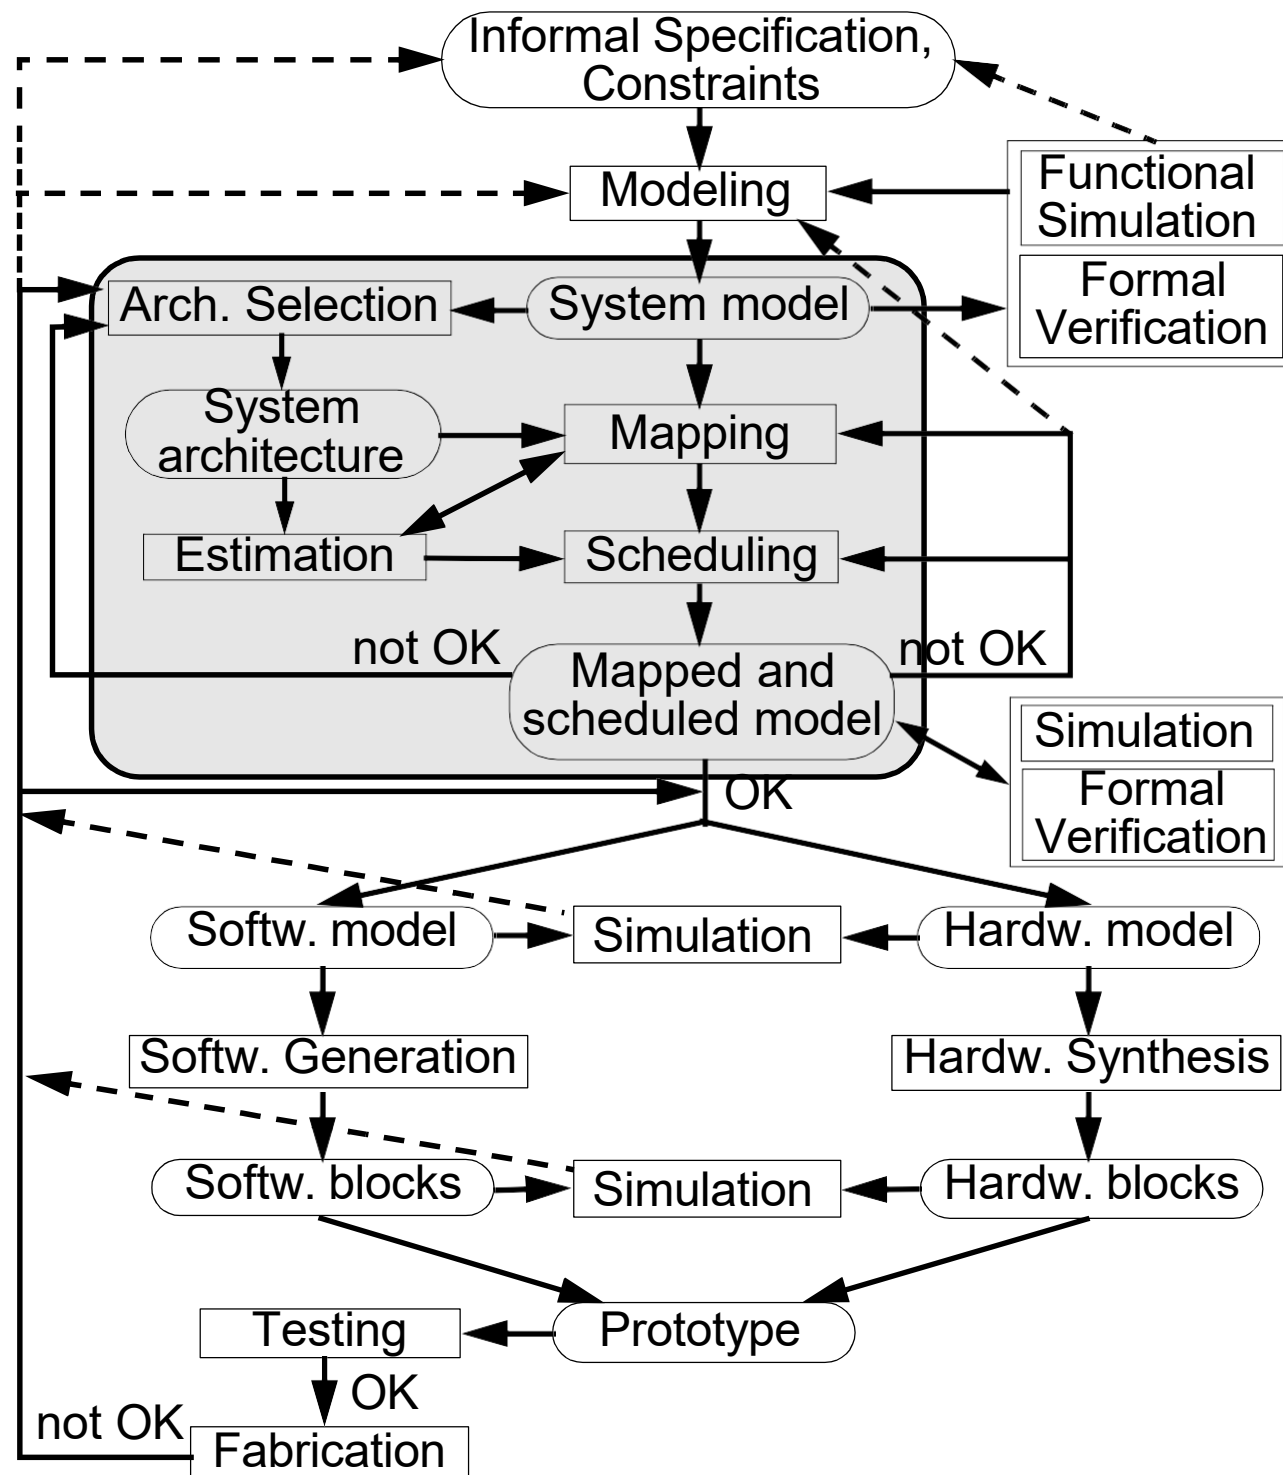 Informal Specification,
Constraints
Functional
Simulation
Modeling
Formal
Verification
Arch. Selection
System model
System
architecture
Mapping
Estimation
Scheduling
not OK
not OK
Mapped and
scheduled model
Simulation
Formal
Verification
OK
Softw. model
Simulation
Hardw. model
Softw. Generation
Hardw. Synthesis
Softw. blocks
Simulation
Hardw. blocks
Testing
Prototype
OK
not OK
Fabrication